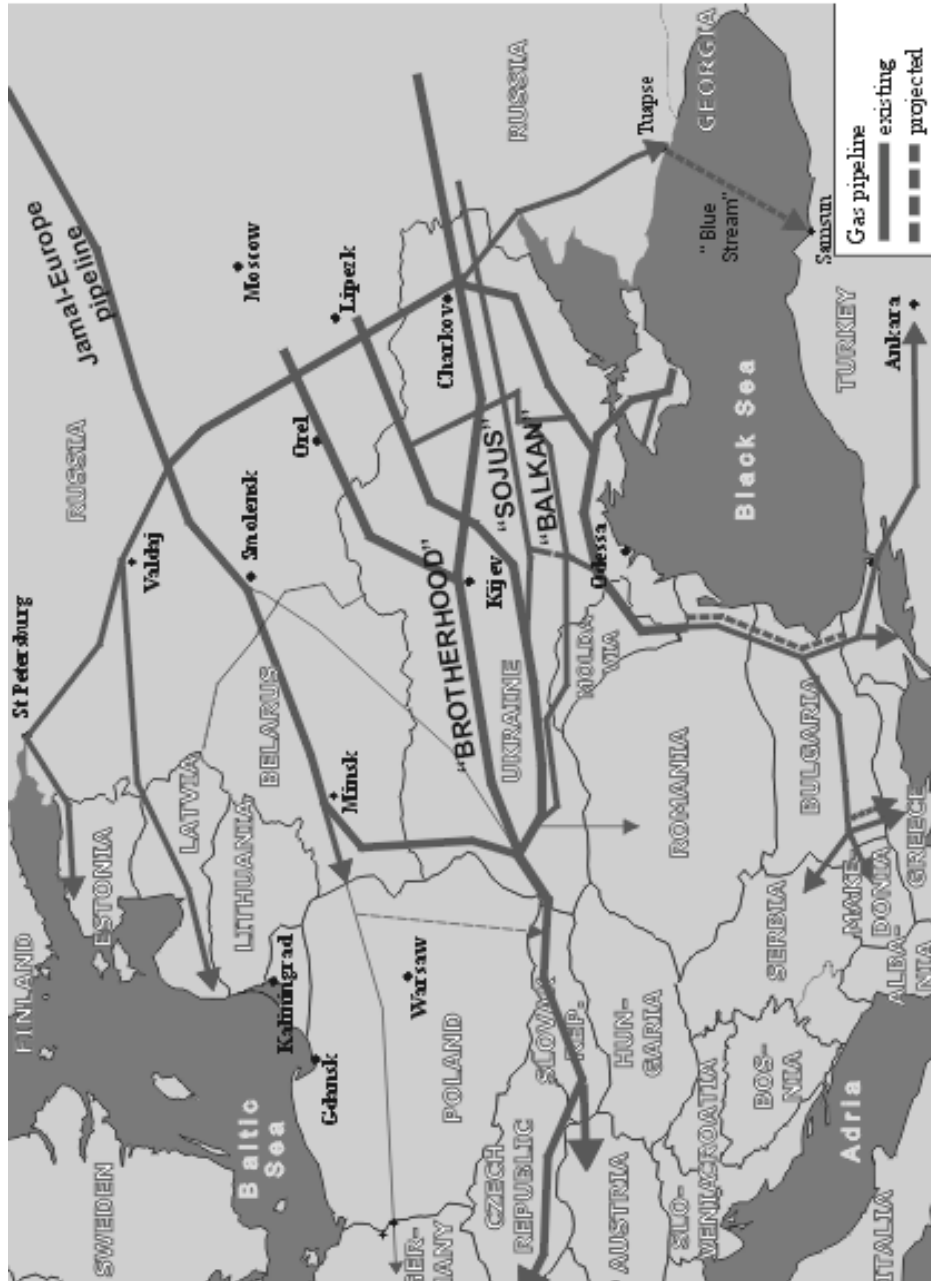 SWEDEN
FINLAND
St Petersburg
Baltic
Sea
ESTONIA
LATVIA
LITHUANIA
Valdaj
RUSSIA
Jamal-Europe
pipeline
Kaliningrad
Gdansk
BELARUS
Minsk
Smolensk
Moscow
Orel
Lipezk
GER-
MANY
POLAND
Warsaw
"BROTHERHOOD"
Kijev
Charkov
RUSSIA
CZECH
REPUBLIC
SLOVAK
REP.
UKRAINE
"SOJUS"
"BALKAN"
AUSTRIA
HUN-
GARIA
MOLDA
VIA
Odessa
Tuapse
SLO-
VENIA
CROATIA
ROMANIA
GEORGIA
BOS-
NIA
SERBIA
BULGARIA
Black Sea
" Blue
Stream"
Samsun
Adria
MAKE-
DONIA
TURKEY
Ankara
ITALIA
ALBA-
NIA
GREECE
Gas pipeline
existing
projected